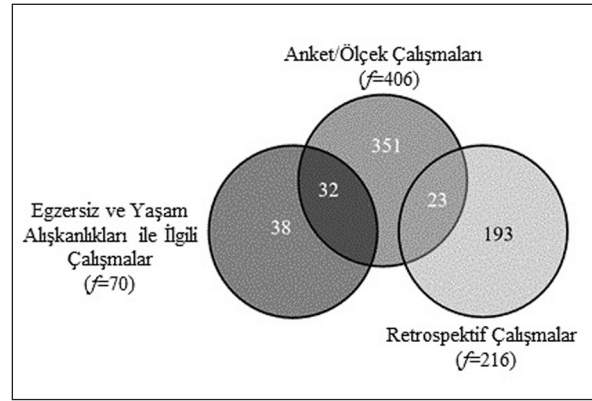 Anket/Ölçek Çalışmaları
(f=406)
351
32
23
38
193
Egzersiz ve Yaşam
Alışkanlıkları ile İlgili
Çalışmalar
(f=70)
Retrospektif Çalışmalar
(f=216)